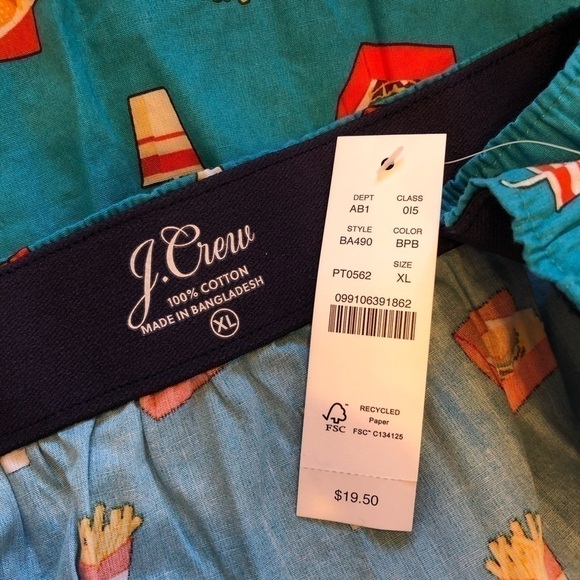 J.Crew
100% COTTON
MADE IN BANGLADESH
XL
DEPT CLASS
AB1 0I5
STYLE COLOR
BA490 BPB
SIZE
PT0562 XL
099106391862
FSC
RECYCLED
Paper
FSC™ C134125
$19.50